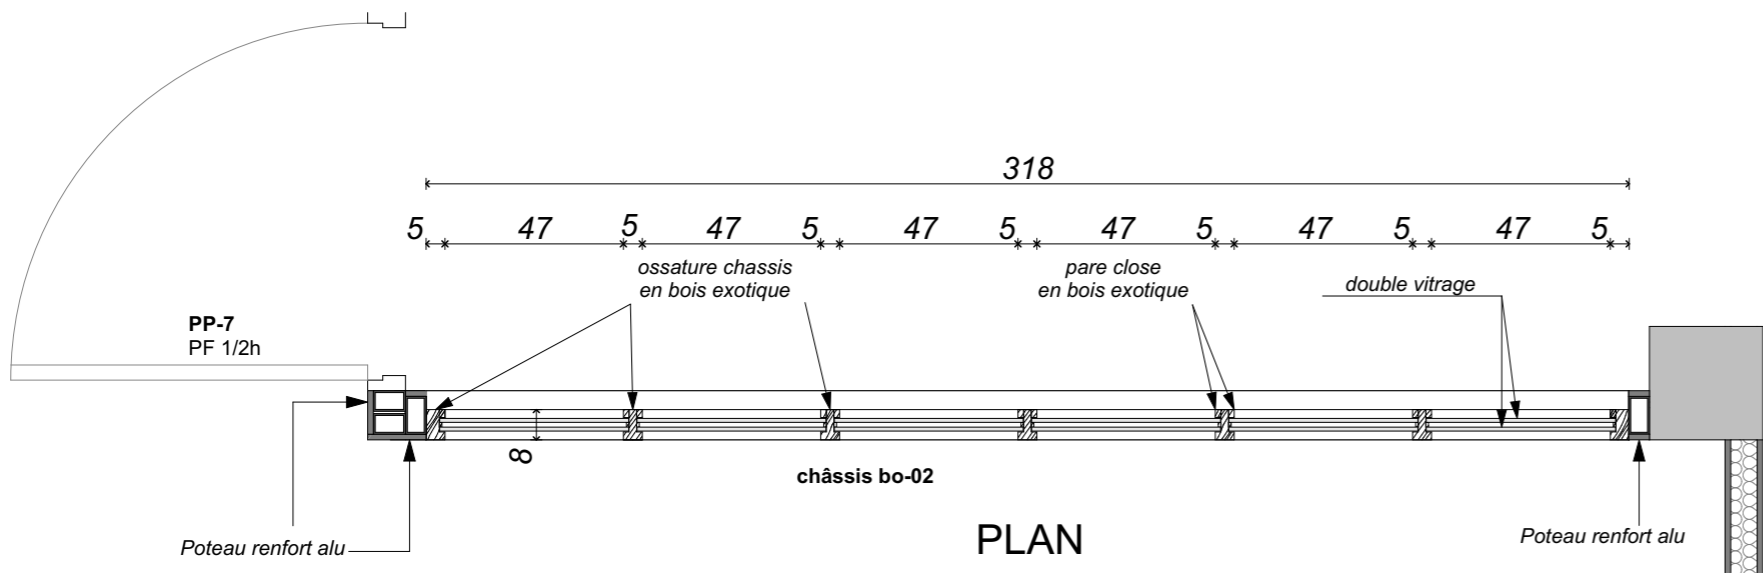 318
5 47 5 47 5 47 5 47 5 47 5 47 5
ossature chassis
en bois exotique
pare close
en bois exotique
double vitrage
PP-7
PF 1/2h
8
châssis bo-02
PLAN
Poteau renfort alu
Poteau renfort alu